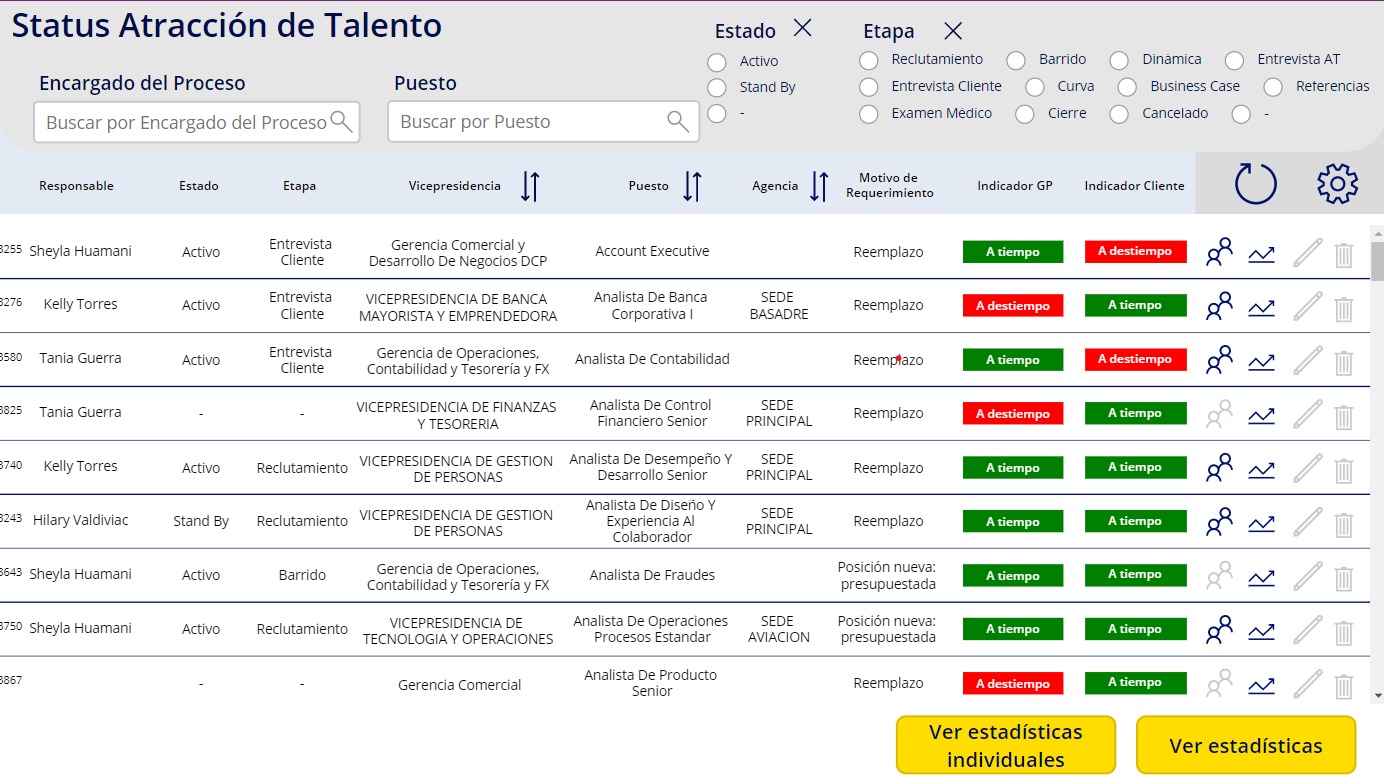 Status Atracción de Talento
Estado
Etapa
Activo
Reclutamiento Barrido Dinámica Entrevista AT
Encargado del Proceso Puesto
Stand By
Entrevista Cliente Curva Business Case Referencias
Buscar por Encargado del Proceso Buscar por Puesto
-
Examen Médico Cierre Cancelado -
Responsable Estado Etapa Vicepresidencia Puesto Agencia Motivo de Requerimiento Indicador GP Indicador Cliente
3255 Sheyla Huamani Activo Entrevista Cliente Gerencia Comercial y Desarrollo De Negocios DCP Account Executive Reemplazo A tiempo A destiempo
3276 Kelly Torres Activo Entrevista Cliente VICEPRESIDENCIA DE BANCA MAYORISTA Y EMPRENDEDORA Analista De Banca Corporativa I SEDE BASADRE Reemplazo A destiempo A tiempo
3580 Tania Guerra Activo Entrevista Cliente Gerencia de Operaciones, Contabilidad y Tesorería y FX Analista De Contabilidad Reemplazo A tiempo A destiempo
3825 Tania Guerra - - VICEPRESIDENCIA DE FINANZAS Y TESORERIA Analista De Control Financiero Senior SEDE PRINCIPAL Reemplazo A destiempo A tiempo
3740 Kelly Torres Activo Reclutamiento VICEPRESIDENCIA DE GESTION DE PERSONAS Analista De Desempeño Y Desarrollo Senior SEDE PRINCIPAL Reemplazo A tiempo A tiempo
3243 Hilary Valdiviac Stand By Reclutamiento VICEPRESIDENCIA DE GESTION DE PERSONAS Analista De Diseño Y Experiencia Al Colaborador SEDE PRINCIPAL Reemplazo A tiempo A tiempo
3643 Sheyla Huamani Activo Barrido Gerencia de Operaciones, Contabilidad y Tesorería y FX Analista De Fraudes Posición nueva: presupuestada A tiempo A tiempo
3750 Sheyla Huamani Activo Reclutamiento VICEPRESIDENCIA DE TECNOLOGIA Y OPERACIONES Analista De Operaciones Procesos Estandar SEDE AVIACION Posición nueva: presupuestada A tiempo A tiempo
3867 - - Gerencia Comercial Analista De Producto Senior Reemplazo A destiempo A tiempo
Ver estadísticas individuales
Ver estadísticas